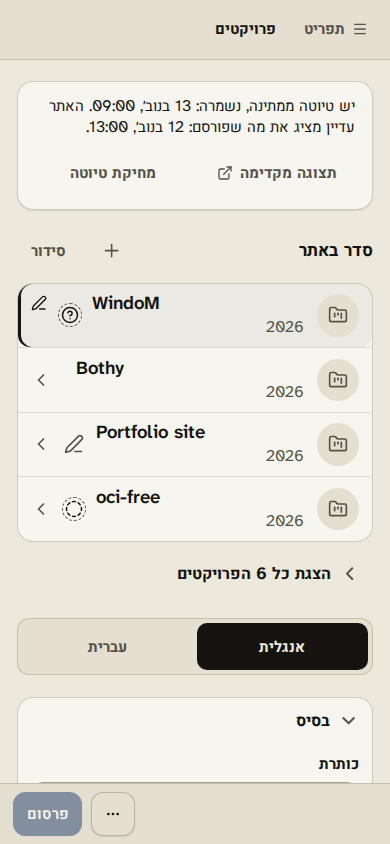 תפריט
פרויקטים
יש טיוטה ממתינה, נשמרה: 13 בנוב׳, 09:00. האתר
עדיין מציג את מה שפורסם: 12 בנוב׳, 13:00.
תצוגה מקדימה
מחיקת טיוטה
סדר באתר
סידור
WindoM
2026
Bothy
2026
Portfolio site
2026
oci-free
2026
הצגת כל 6 הפרויקטים
אנגלית
עברית
בסיס
כותרת
פרסום